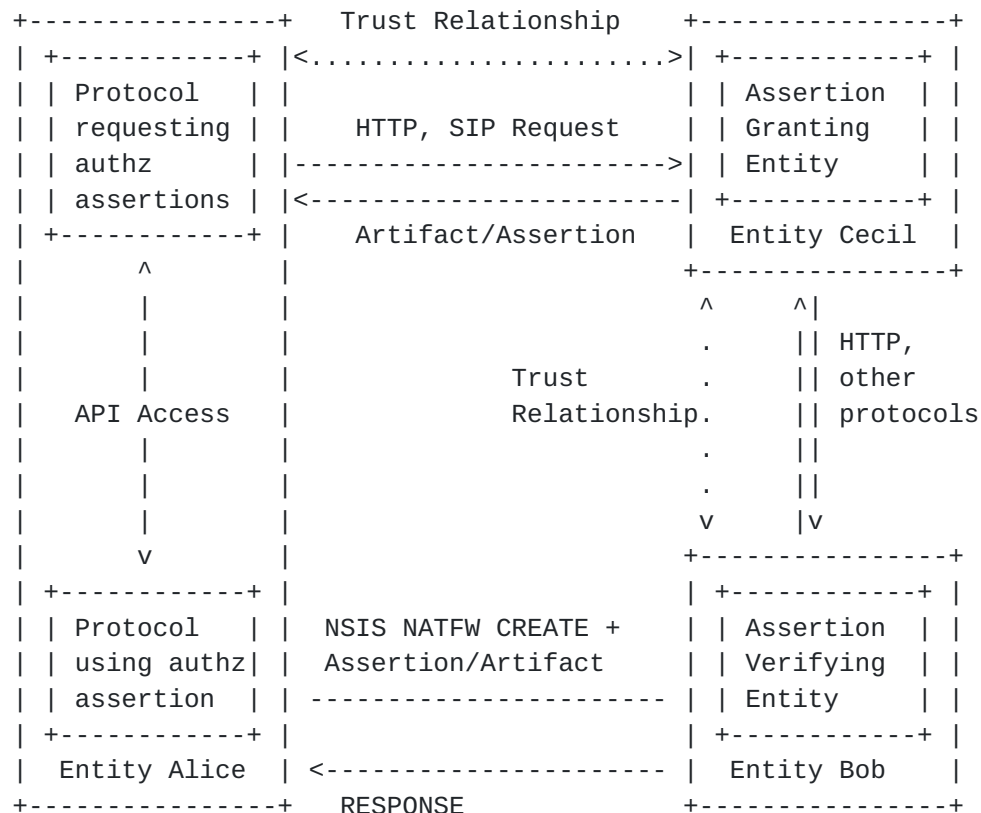 +----------------+   Trust Relationship    +----------------+
| +------------+ |<.......................>| +------------+ |
| | Protocol   | |                         | | Assertion  | |
| | requesting | |    HTTP, SIP Request    | | Granting   | |
| | authz      | |------------------------>| | Entity     | |
| | assertions | |<------------------------| +------------+ |
| +------------+ |    Artifact/Assertion   |  Entity Cecil  |
|       ^        |                         +----------------+
|       |        |                          ^     ^|
|       |        |                          .     || HTTP,
|       |        |              Trust       .     || other
|   API Access   |              Relationship.     || protocols
|       |        |                          .     ||
|       |        |                          .     ||
|       |        |                          v     |v
|       v        |                         +----------------+
| +------------+ |                         | +------------+ |
| | Protocol   | |  NSIS NATFW CREATE +    | | Assertion  | |
| | using authz| |  Assertion/Artifact     | | Verifying  | |
| | assertion  | | ----------------------- | | Entity     | |
| +------------+ |                         | +------------+ |
|  Entity Alice  | <---------------------- |  Entity Bob    |
+----------------+   RESPONSE              +----------------+